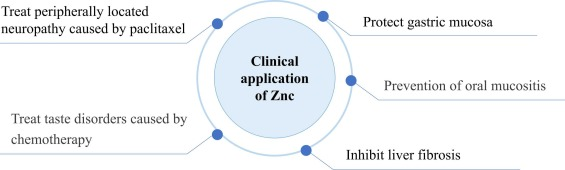 Treat peripherally located
neuropathy caused by paclitaxel
Protect gastric mucosa
Clinical
application
of Znc
Prevention of oral mucositis
Treat taste disorders caused by
chemotherapy
Inhibit liver fibrosis